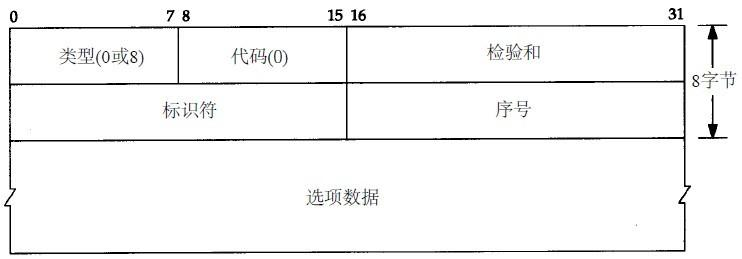 0 7 8 15 16 31
类型(0或8) 代码(0) 检验和
8字节
标识符 序号
选项数据